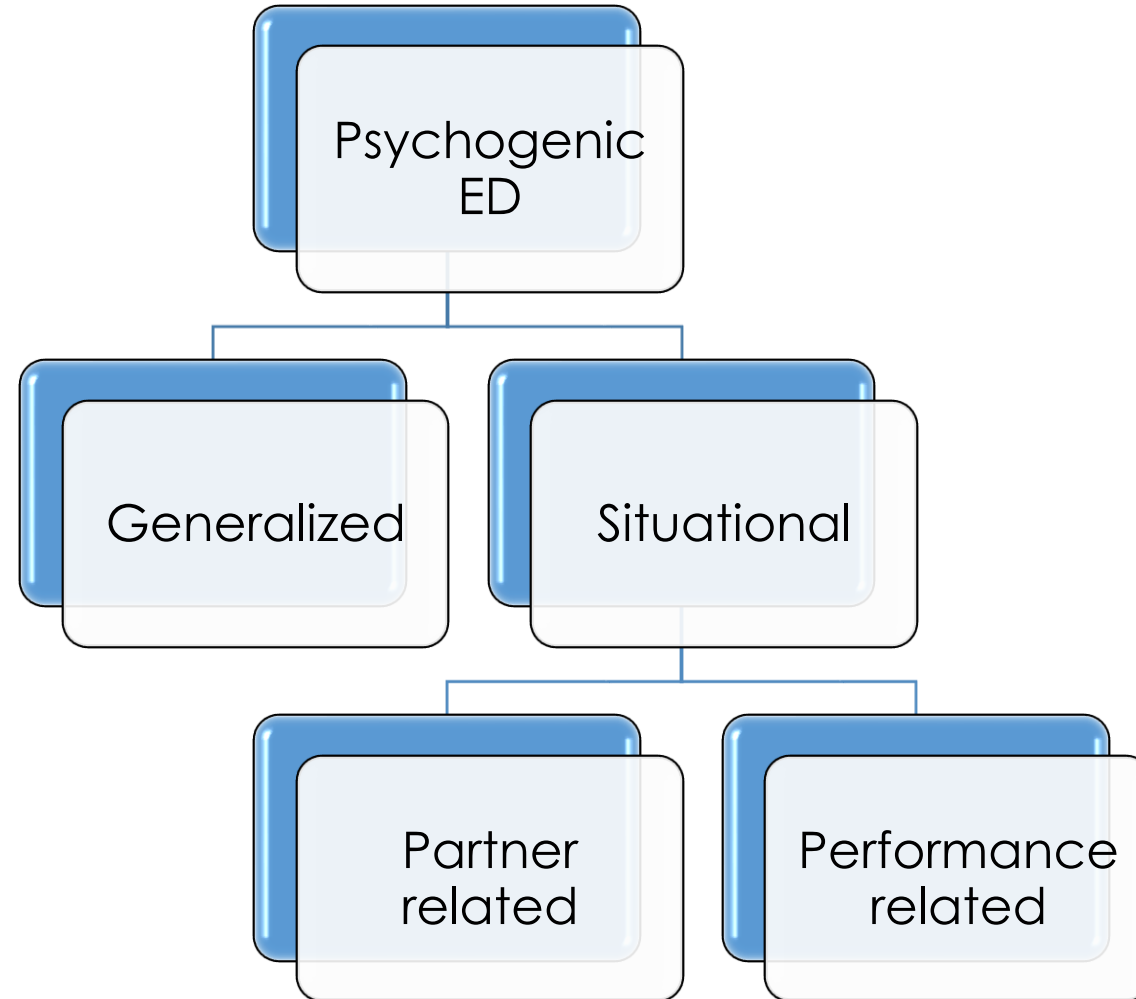 Psychogenic
ED
Generalized
Situational
Partner
related
Performance
related